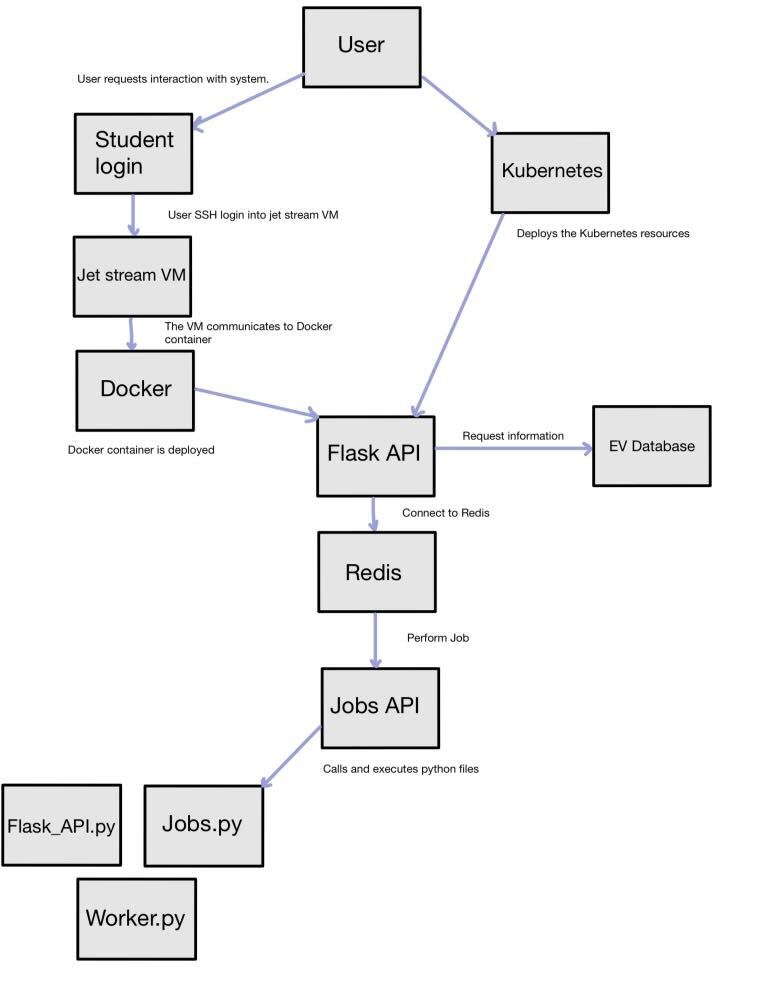 User
User requests interaction with system.
Student
login
Kubernetes
User SSH login into jet stream VM
Deploys the Kubernetes resources
Jet stream VM
The VM communicates to Docker
container
Docker
Docker container is deployed
Flask API
Request information
EV Database
Connect to Redis
Redis
Perform Job
Jobs API
Calls and executes python files
Flask_API.py
Jobs.py
Worker.py